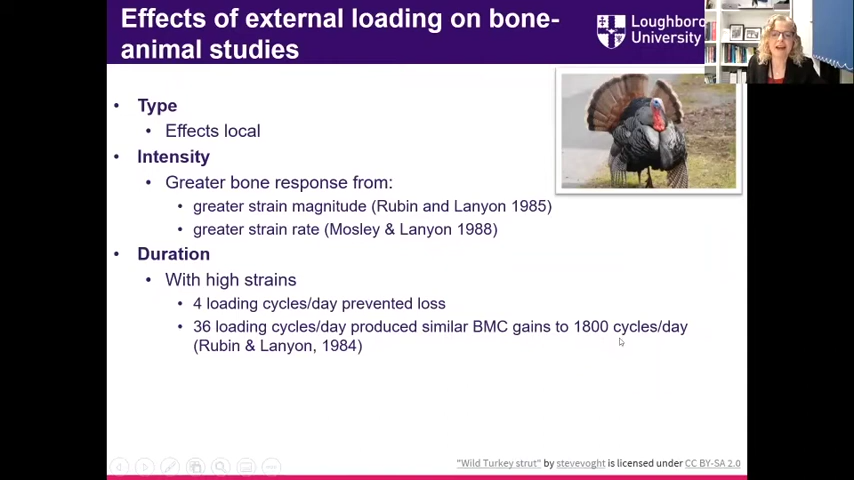 Effects of external loading on bone-
animal studies
Loughboro
University
• Type
• Effects local
• Intensity
• Greater bone response from:
• greater strain magnitude (Rubin and Lanyon 1985)
• greater strain rate (Mosley & Lanyon 1988)
• Duration
• With high strains
• 4 loading cycles/day prevented loss
• 36 loading cycles/day produced similar BMC gains to 1800 cycles/day
(Rubin & Lanyon, 1984)
"Wild Turkey strut" by stevevoght is licensed under CC BY-SA 2.0